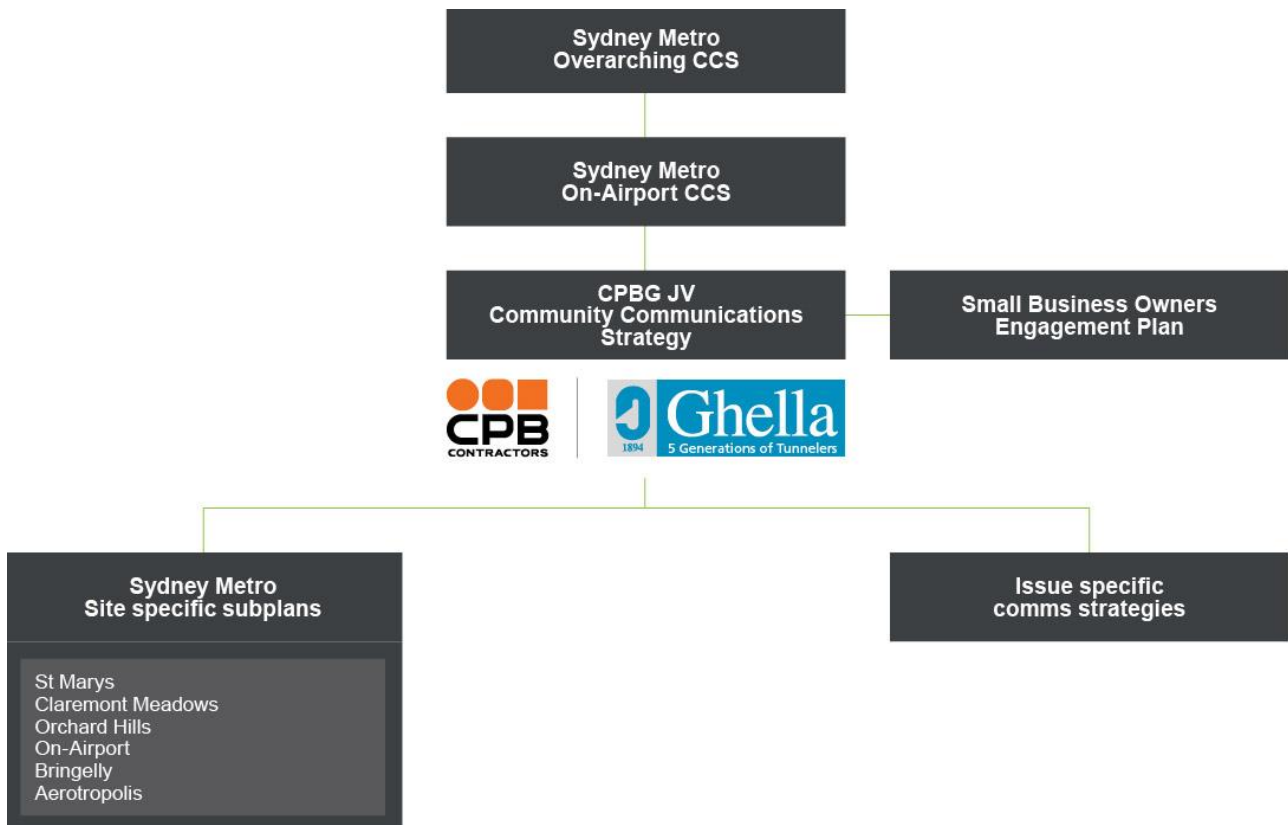 Sydney Metro
Overarching CCS
Sydney Metro
On-Airport CCS
CPBG JV
Community Communications
Strategy
Small Business Owners
Engagement Plan
CPB
CONTRACTORS
1894
Ghella
5 Generations of Tunnelers
Sydney Metro
Site specific subplans
St Marys
Claremont Meadows
Orchard Hills
On-Airport
Bringelly
Aerotropolis
Issue specific
comms strategies